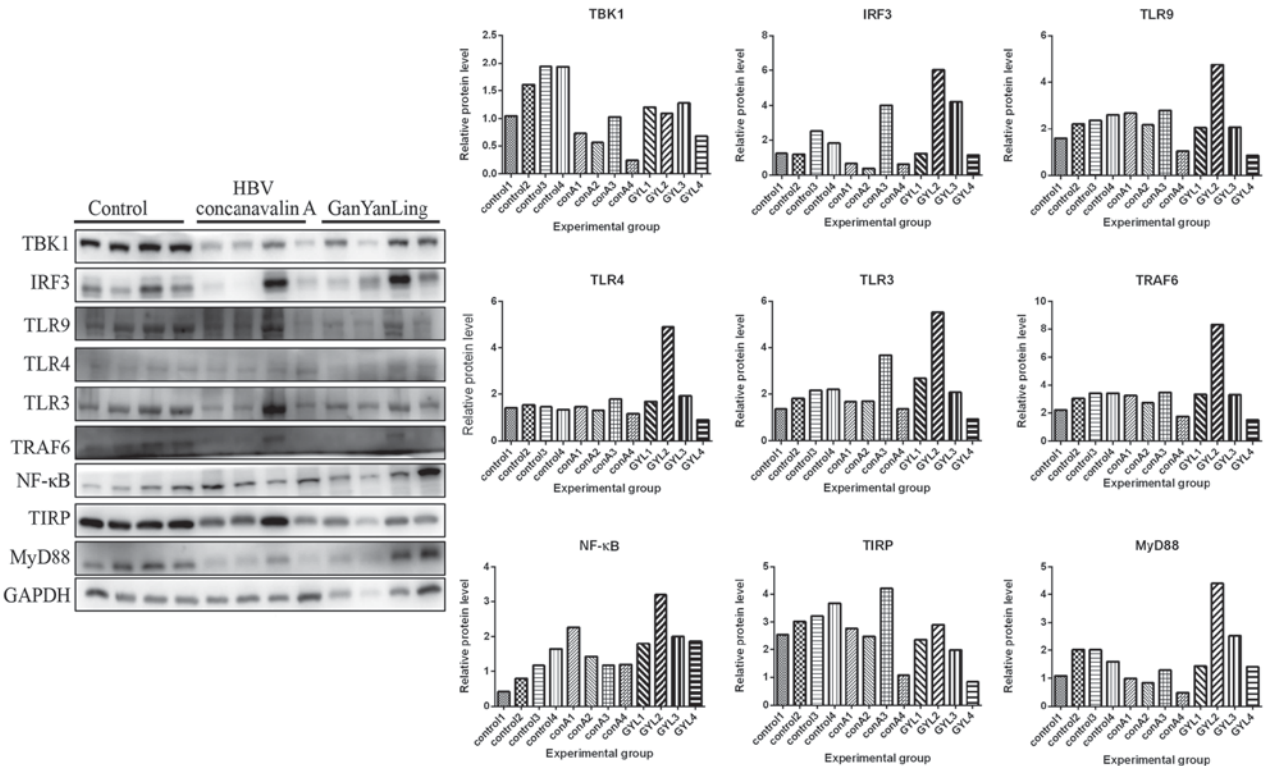 HBV
Control concanavalin A GanYanLing
TBK1
IRF3
TLR9
TLR4
TLR3
TRAF6
NF-κB
TIRP
MyD88
GAPDH
TBK1
Relative protein level
2.5
2.0
1.5
1.0
0.5
0.0
control1 control2 control3 control4 conA1 conA2 conA3 conA4 GYL1 GYL2 GYL3 GYL4
Experimental group
IRF3
Relative protein level
8
6
4
2
0
control1 control2 control3 control4 conA1 conA2 conA3 conA4 GYL1 GYL2 GYL3 GYL4
Experimental group
TLR9
Relative protein level
6
4
2
0
control1 control2 control3 control4 conA1 conA2 conA3 conA4 GYL1 GYL2 GYL3 GYL4
Experimental group
TLR4
Relative protein level
6
4
2
0
control1 control2 control3 control4 conA1 conA2 conA3 conA4 GYL1 GYL2 GYL3 GYL4
Experimental group
TLR3
Relative protein level
6
4
2
0
control1 control2 control3 control4 conA1 conA2 conA3 conA4 GYL1 GYL2 GYL3 GYL4
Experimental group
TRAF6
Relative protein level
10
8
6
4
2
0
control1 control2 control3 control4 conA1 conA2 conA3 conA4 GYL1 GYL2 GYL3 GYL4
Experimental group
NF-κB
Relative protein level
4
3
2
1
0
control1 control2 control3 control4 conA1 conA2 conA3 conA4 GYL1 GYL2 GYL3 GYL4
Experimental group
TIRP
Relative protein level
5
4
3
2
1
0
control1 control2 control3 control4 conA1 conA2 conA3 conA4 GYL1 GYL2 GYL3 GYL4
Experimental group
MyD88
Relative protein level
5
4
3
2
1
0
control1 control2 control3 control4 conA1 conA2 conA3 conA4 GYL1 GYL2 GYL3 GYL4
Experimental group